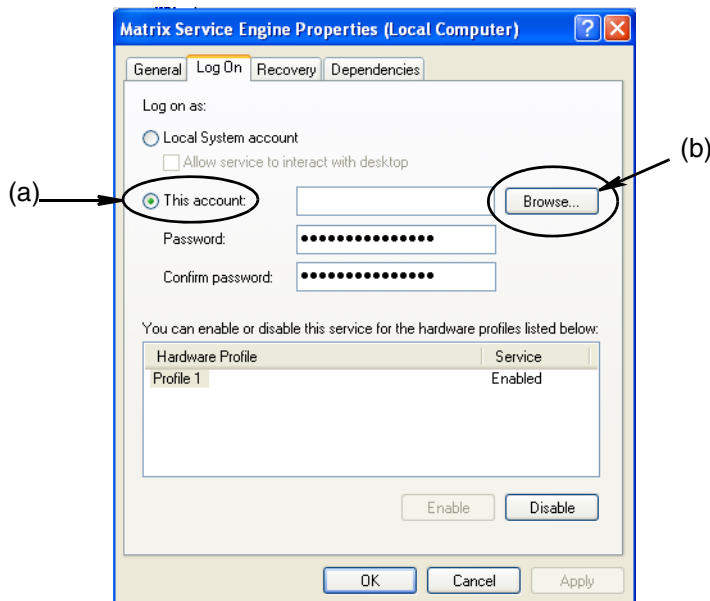 Matrix Service Engine Properties (Local Computer)
General Log On Recovery Dependencies
Log on as:
Local System account
Allow service to interact with desktop
(b)
(a)
This account:
Browse...
Password: ●●●●●●●●●●●●●●●
Confirm password: ●●●●●●●●●●●●●●●
You can enable or disable this service for the hardware profiles listed below:
Hardware Profile Service
Profile 1 Enabled
Enable Disable
OK Cancel Apply